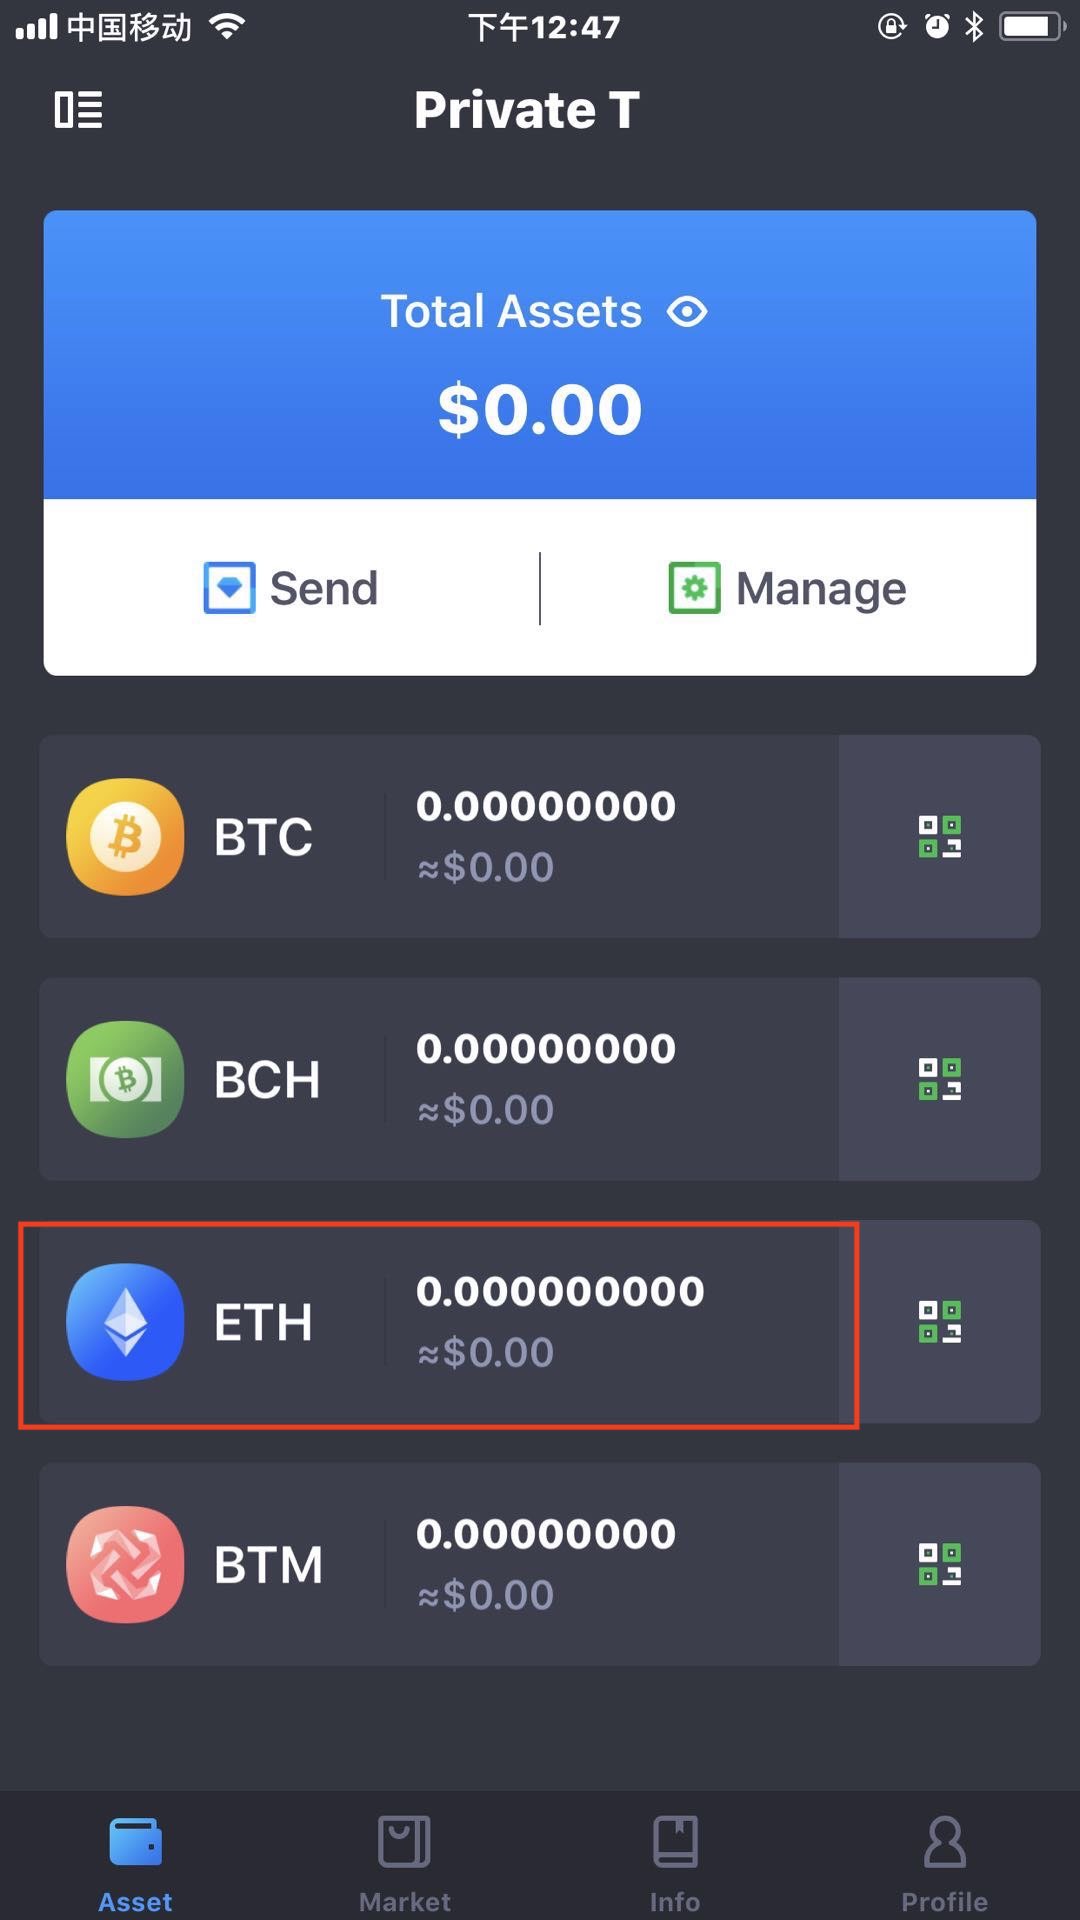 中国移动
下午12:47
Private T
Total Assets
$0.00
Send
Manage
BTC
0.00000000
≈$0.00
BCH
0.00000000
≈$0.00
ETH
0.000000000
≈$0.00
BTM
0.00000000
≈$0.00
Asset
Market
Info
Profile